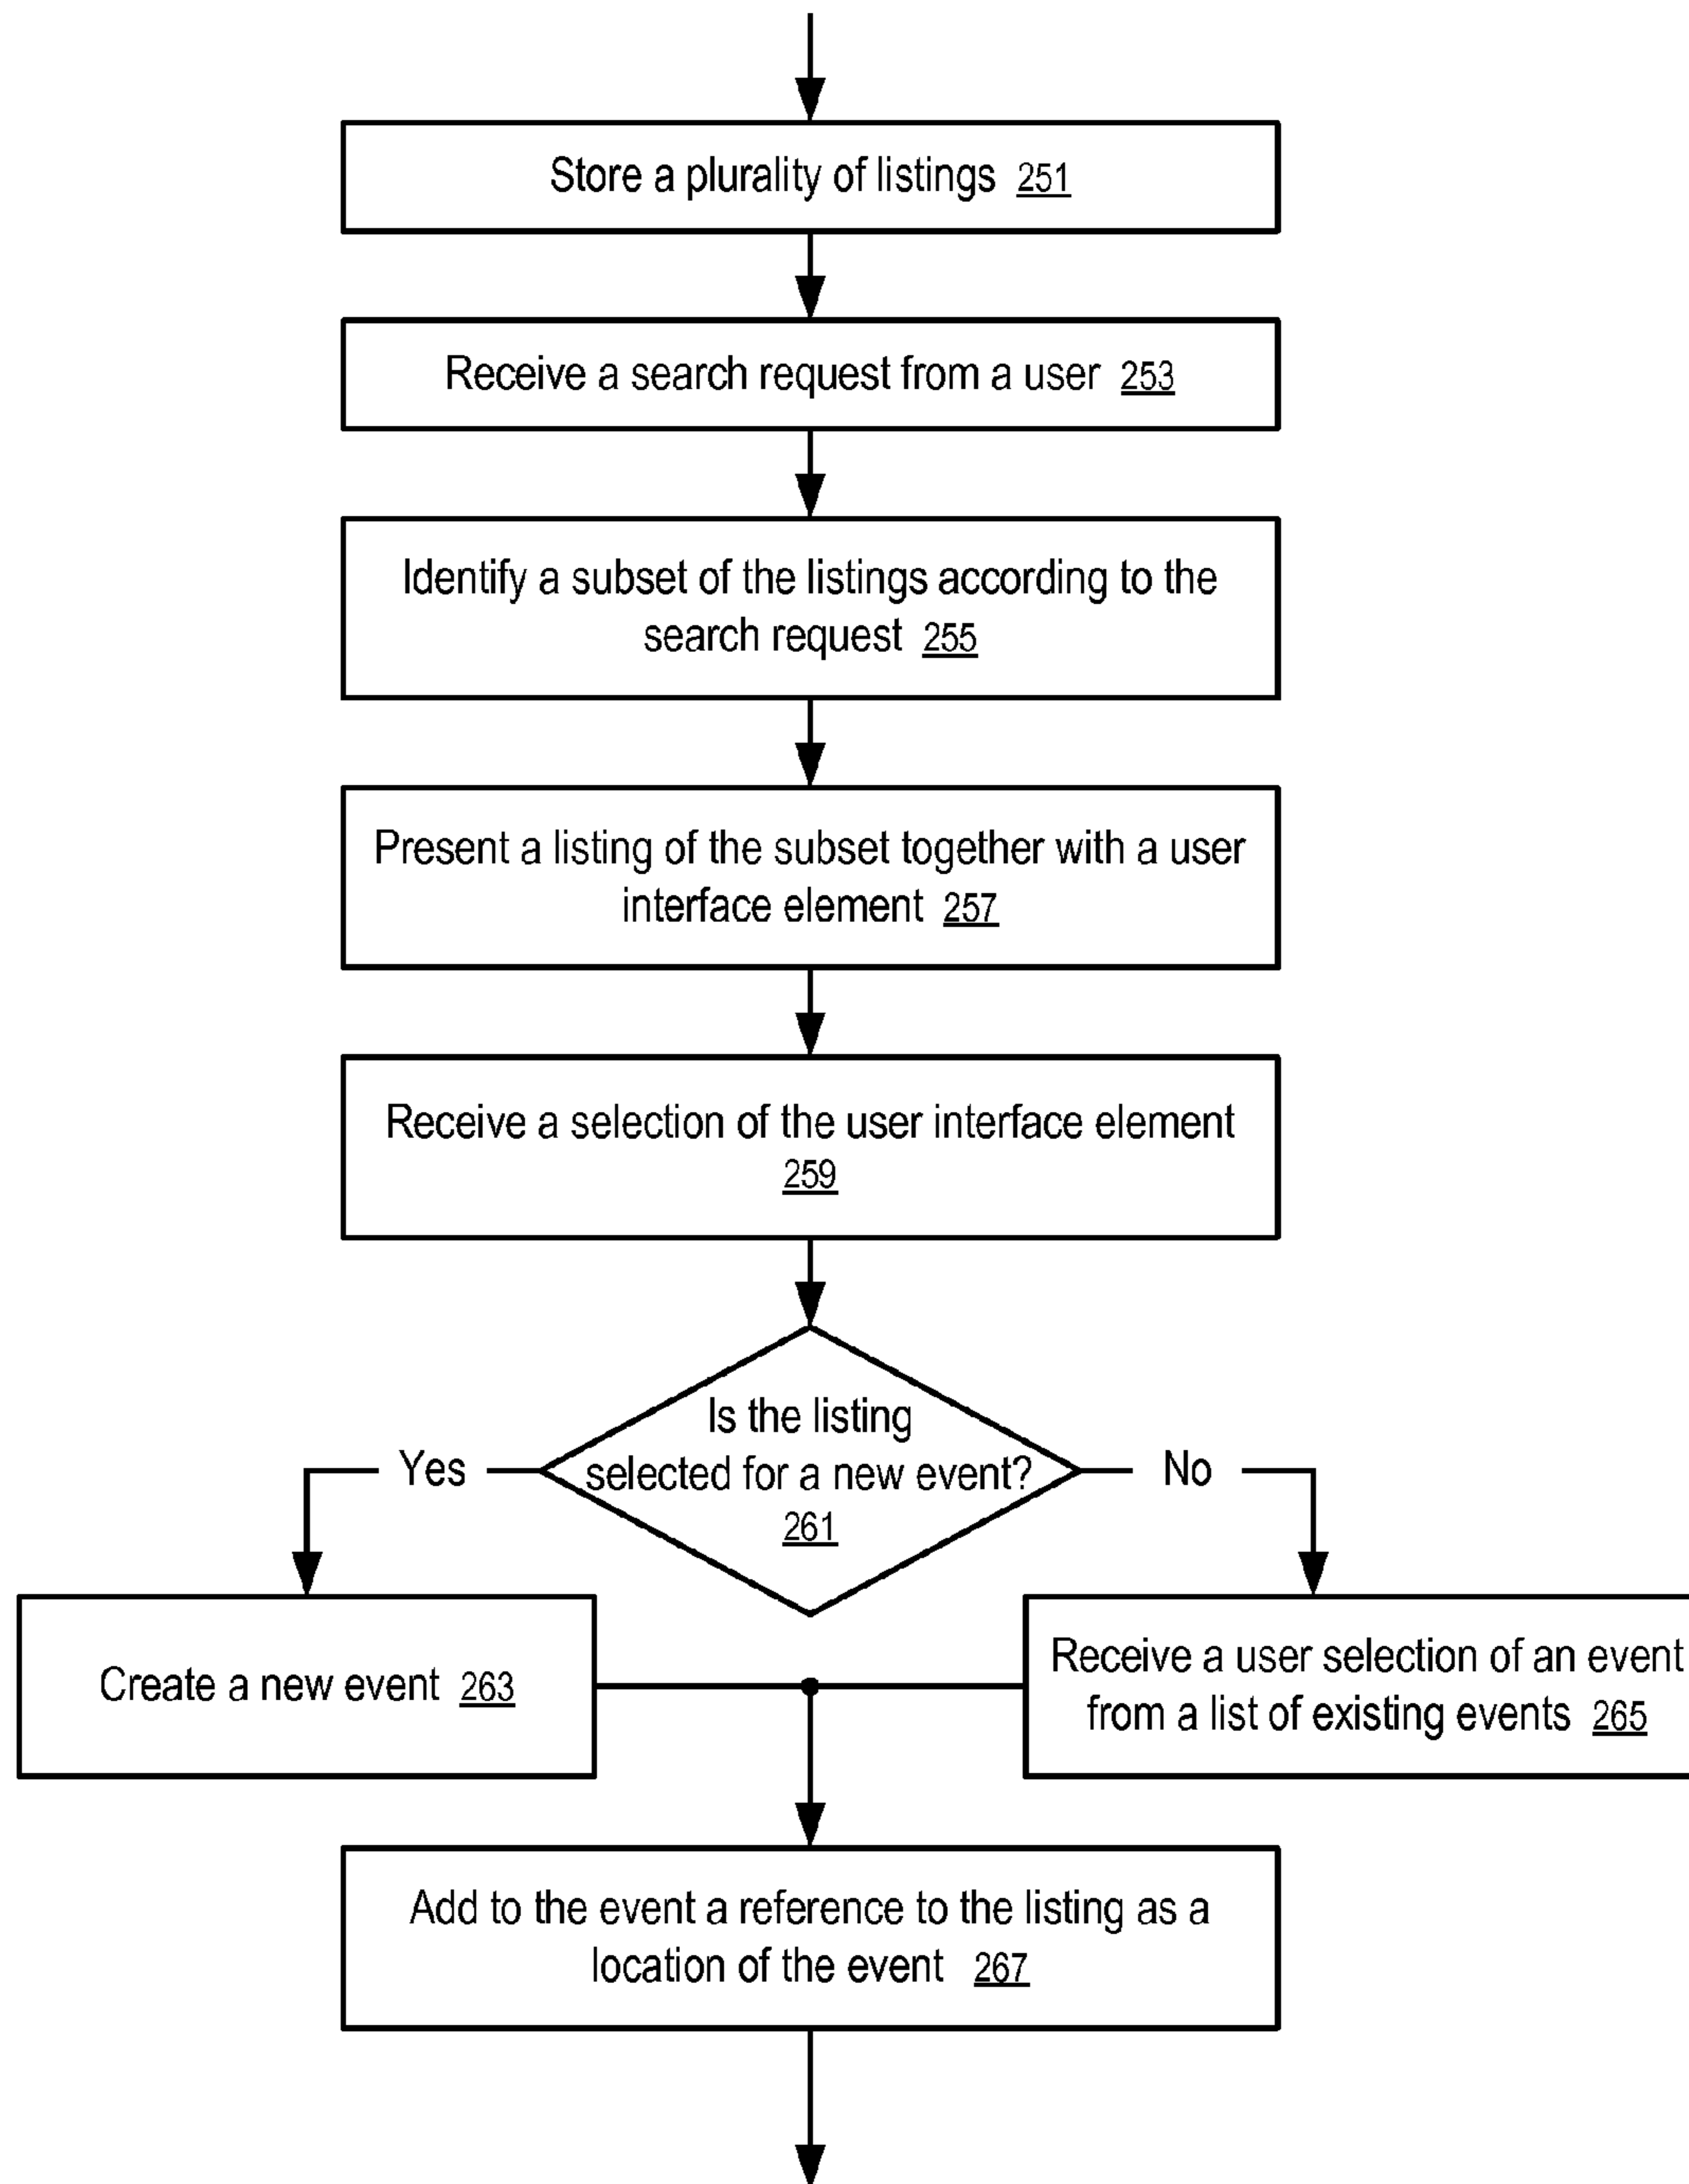 Store a plurality of listings 251
Receive a search request from a user 253
Identify a subset of the listings according to the
search request 255
Present a listing of the subset together with a user
interface element 257
Receive a selection of the user interface element
259
Is the listing
selected for a new event?
261
Yes
No
Create a new event 263
Receive a user selection of an event
from a list of existing events 265
Add to the event a reference to the listing as a
location of the event 267